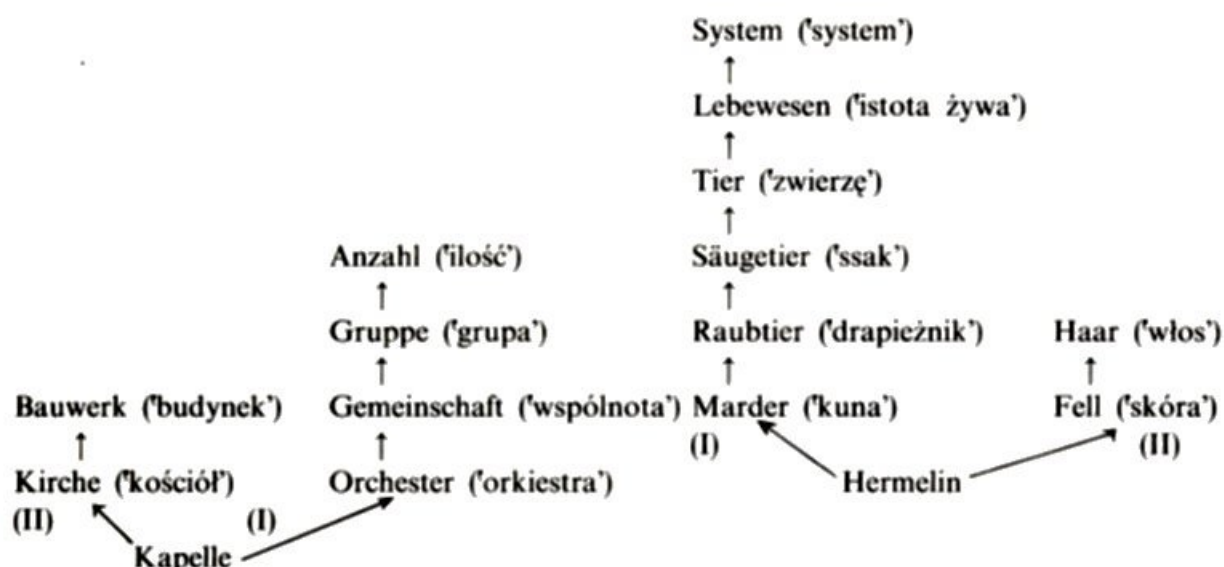 System ('system')
↑
Lebewesen ('istota żywa')
↑
Tier ('zwierzę')
↑
Anzahl ('ilość') Säugetier ('ssak')
↑ ↑
Gruppe ('grupa') Raubtier ('drapieżnik') Haar ('włos')
↑ ↑ ↑
Bauwerk ('budynek') Gemeinschaft ('wspólnota') Marder ('kuna') Fell ('skóra')
↑ ↑ (I) (II)
Kirche ('kościół') Orchester ('orkiestra') Hermelin
(II) (I)
Kapelle